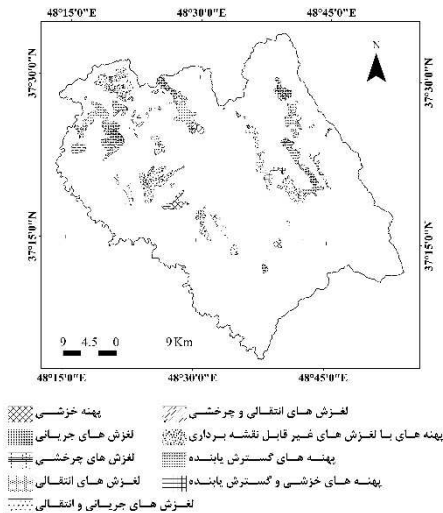 48°15'0"E 48°30'0"E 48°45'0"E
N
37°30'0"N 37°30'0"N
37°15'0"N 37°15'0"N
9 4.5 0 9 Km
48°15'0"E 48°30'0"E 48°45'0"E
پهنه خزشی
لغزش های جریانی
لغزش های چرخشی
لغزش های انتقالی
لغزش های جریانی و انتقالی
لغزش های انتقالی و چرخشی
پهنه های با لغزش های غیر قابل نقشه برداری
پهنه های گسترش یابنده
پهنه های خزشی و گسترش یابنده